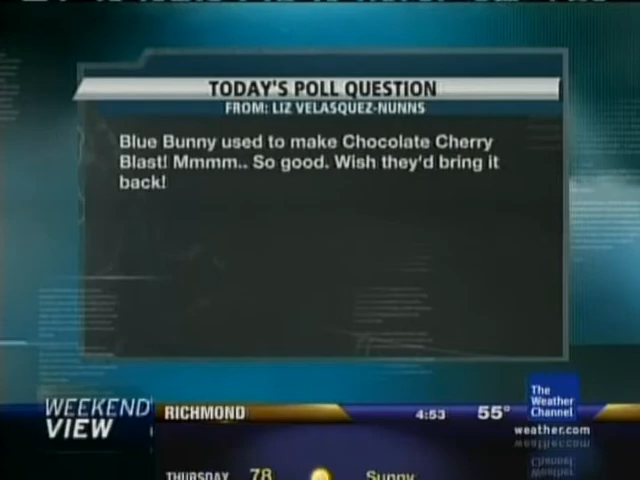 TODAY'S POLL QUESTION
FROM: LIZ VELASQUEZ-NUNNS
Blue Bunny used to make Chocolate Cherry
Blast! Mmmm.. So good. Wish they'd bring it
back!
WEEKEND
VIEW
RICHMOND
4:53
55°
The
Weather
Channel
weather.com
THURSDAY 78 Sunny